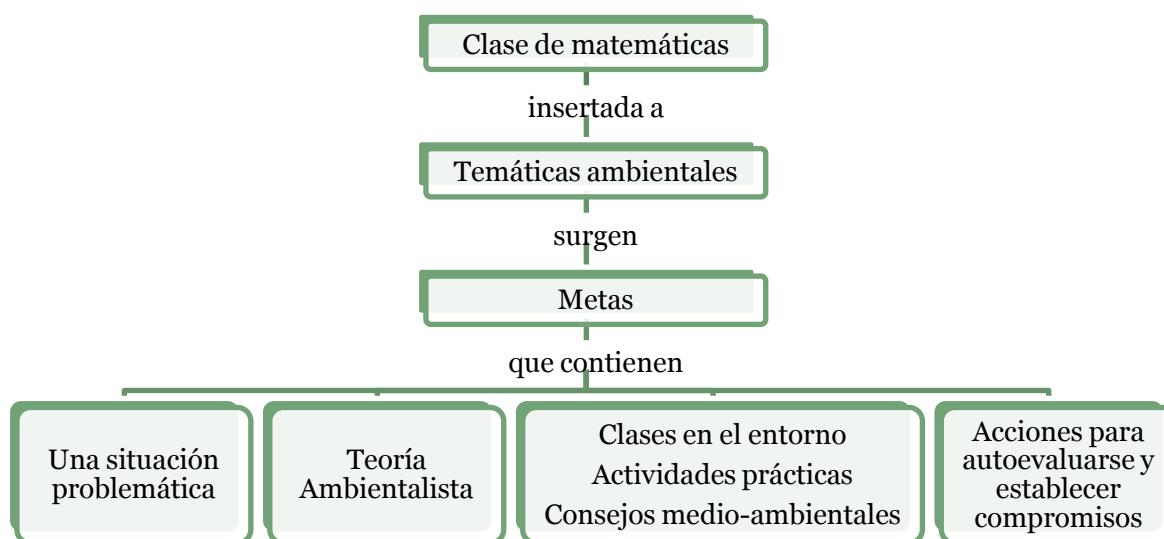 Clase de matemáticas
insertada a
Temáticas ambientales
surgen
Metas
que contienen
Una situación
problemática
Teoría
Ambientalista
Clases en el entorno
Actividades prácticas
Consejos medio-ambientales
Acciones para
autoevaluarse y
establecer
compromisos